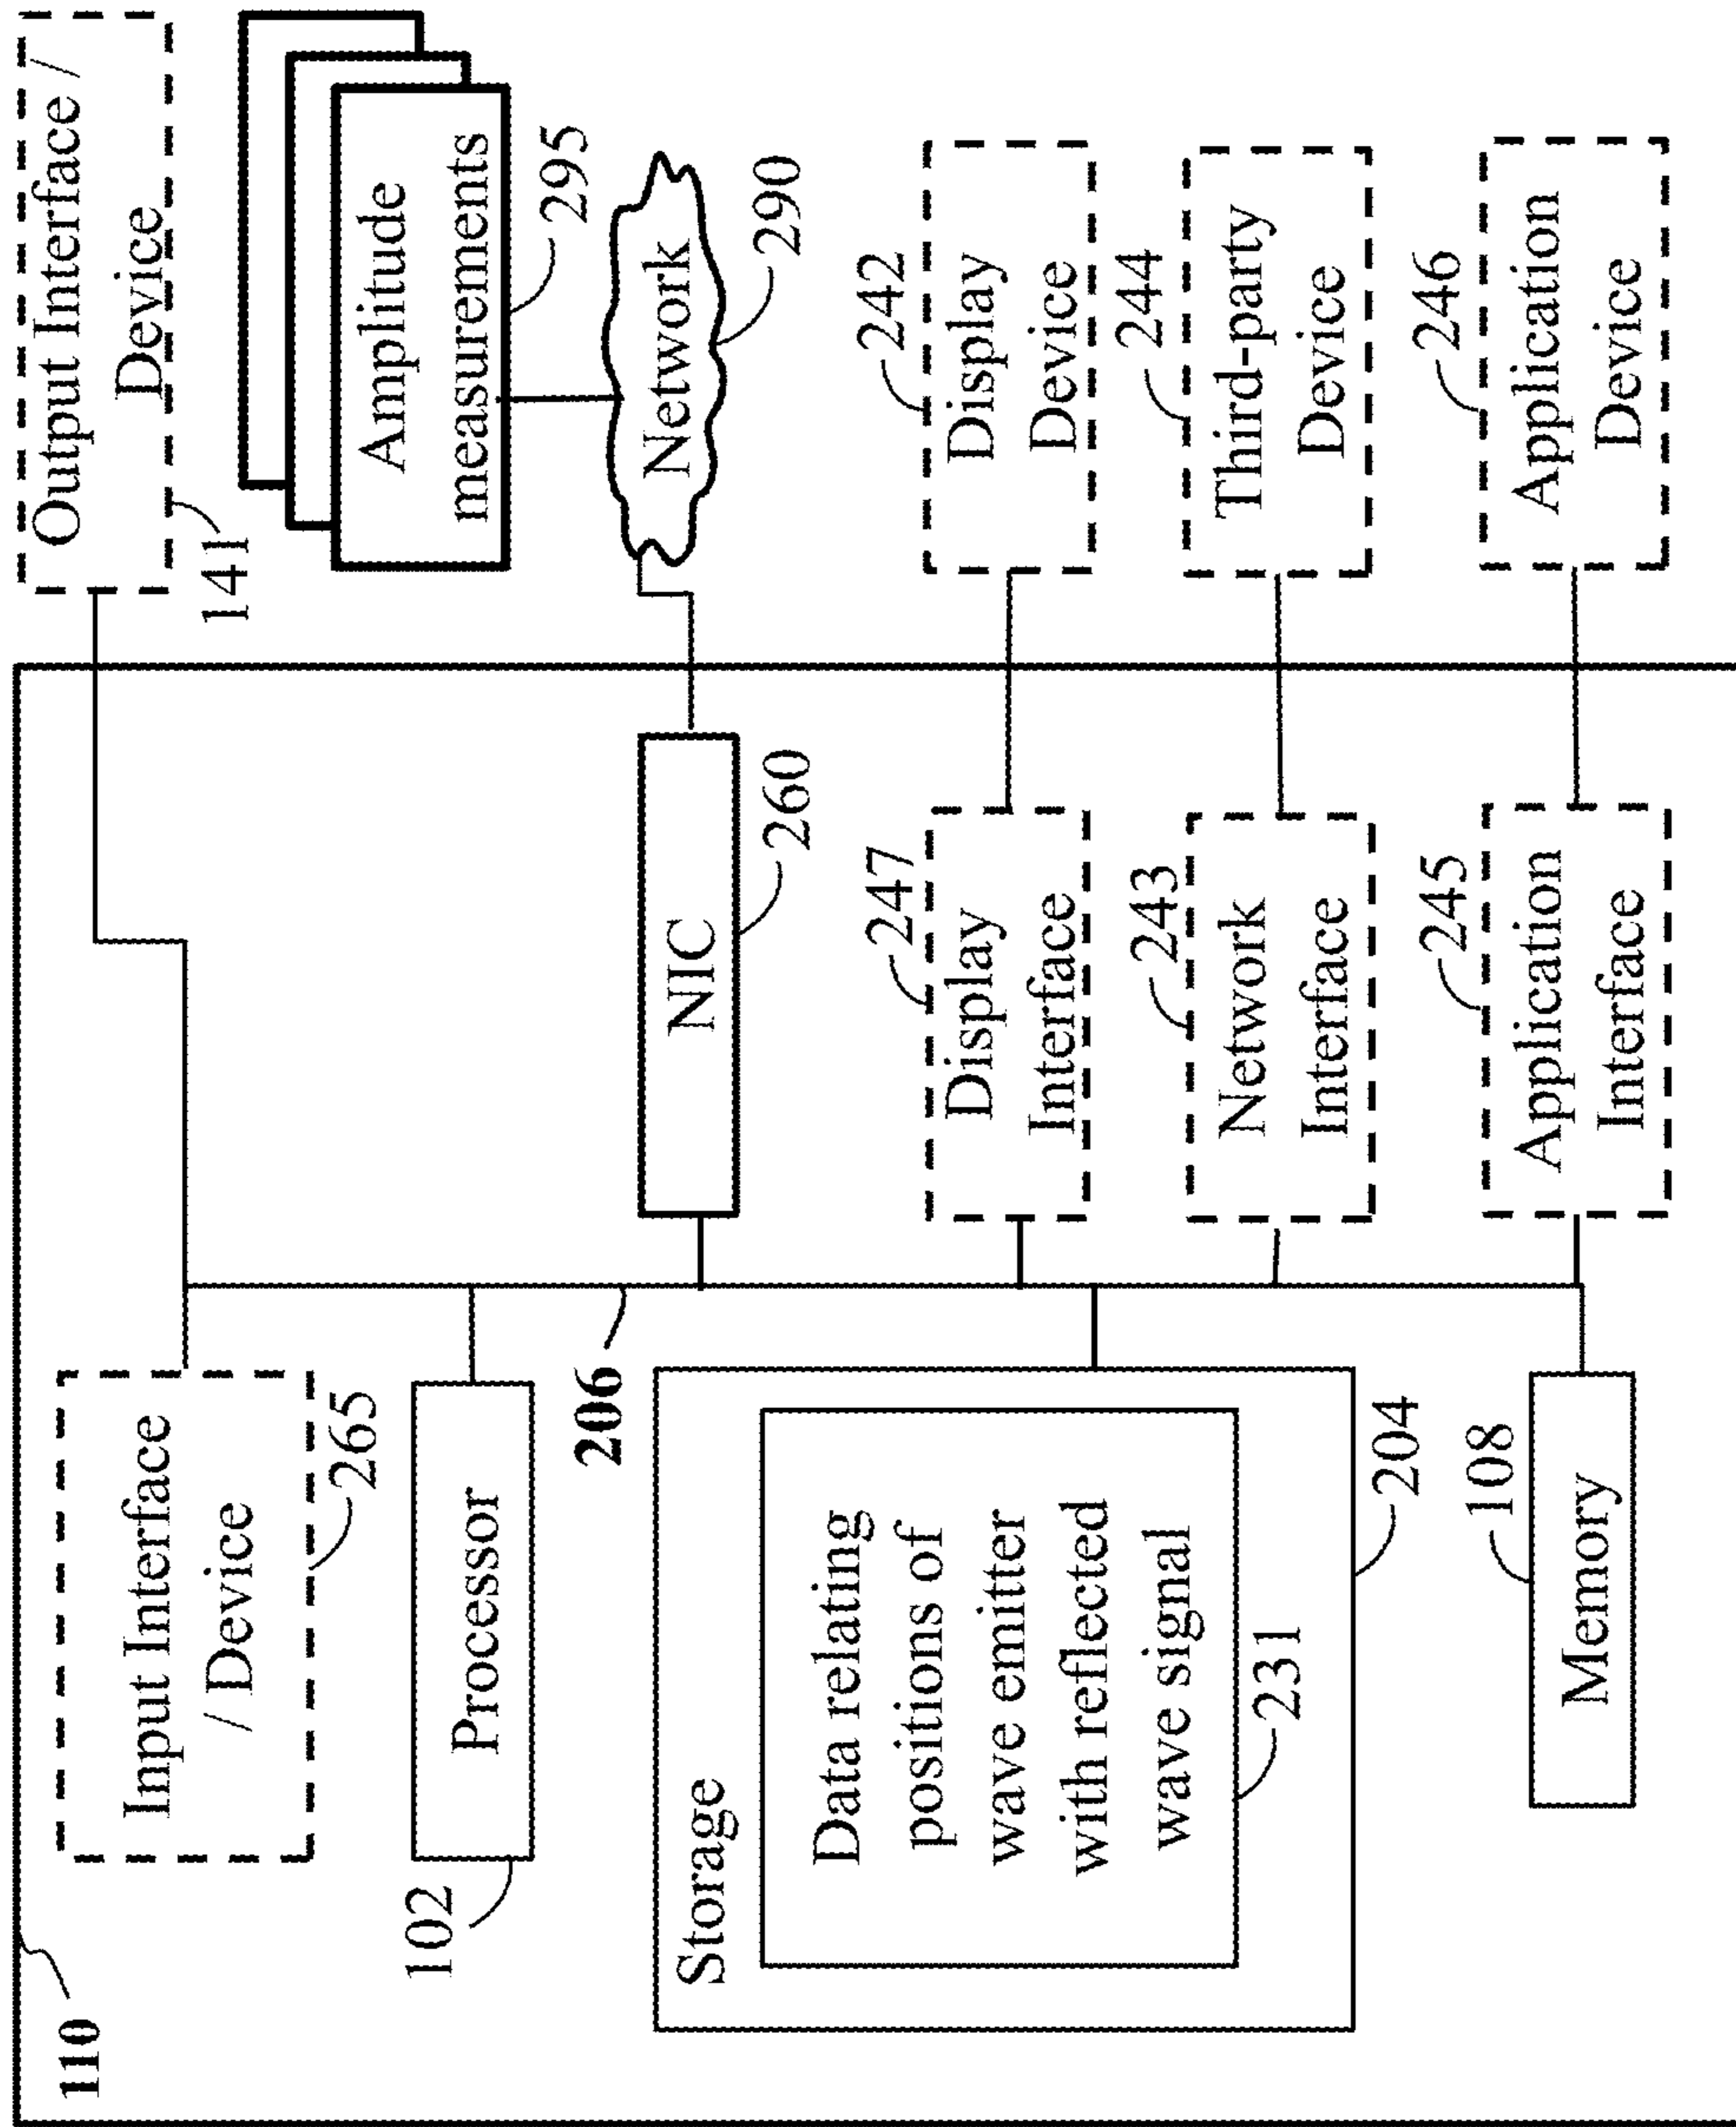 110
Input Interface
/ Device
265
Output Interface /
Device
141
102
Processor
Amplitude
measurements
295
206
NIC
260
Network
290
Storage
Data relating
positions of
wave emitter
with reflected
wave signal
231
204
247
Display
Interface
242
Display
Device
243
Network
Interface
244
Third-party
Device
108
Memory
245
Application
Interface
246
Application
Device